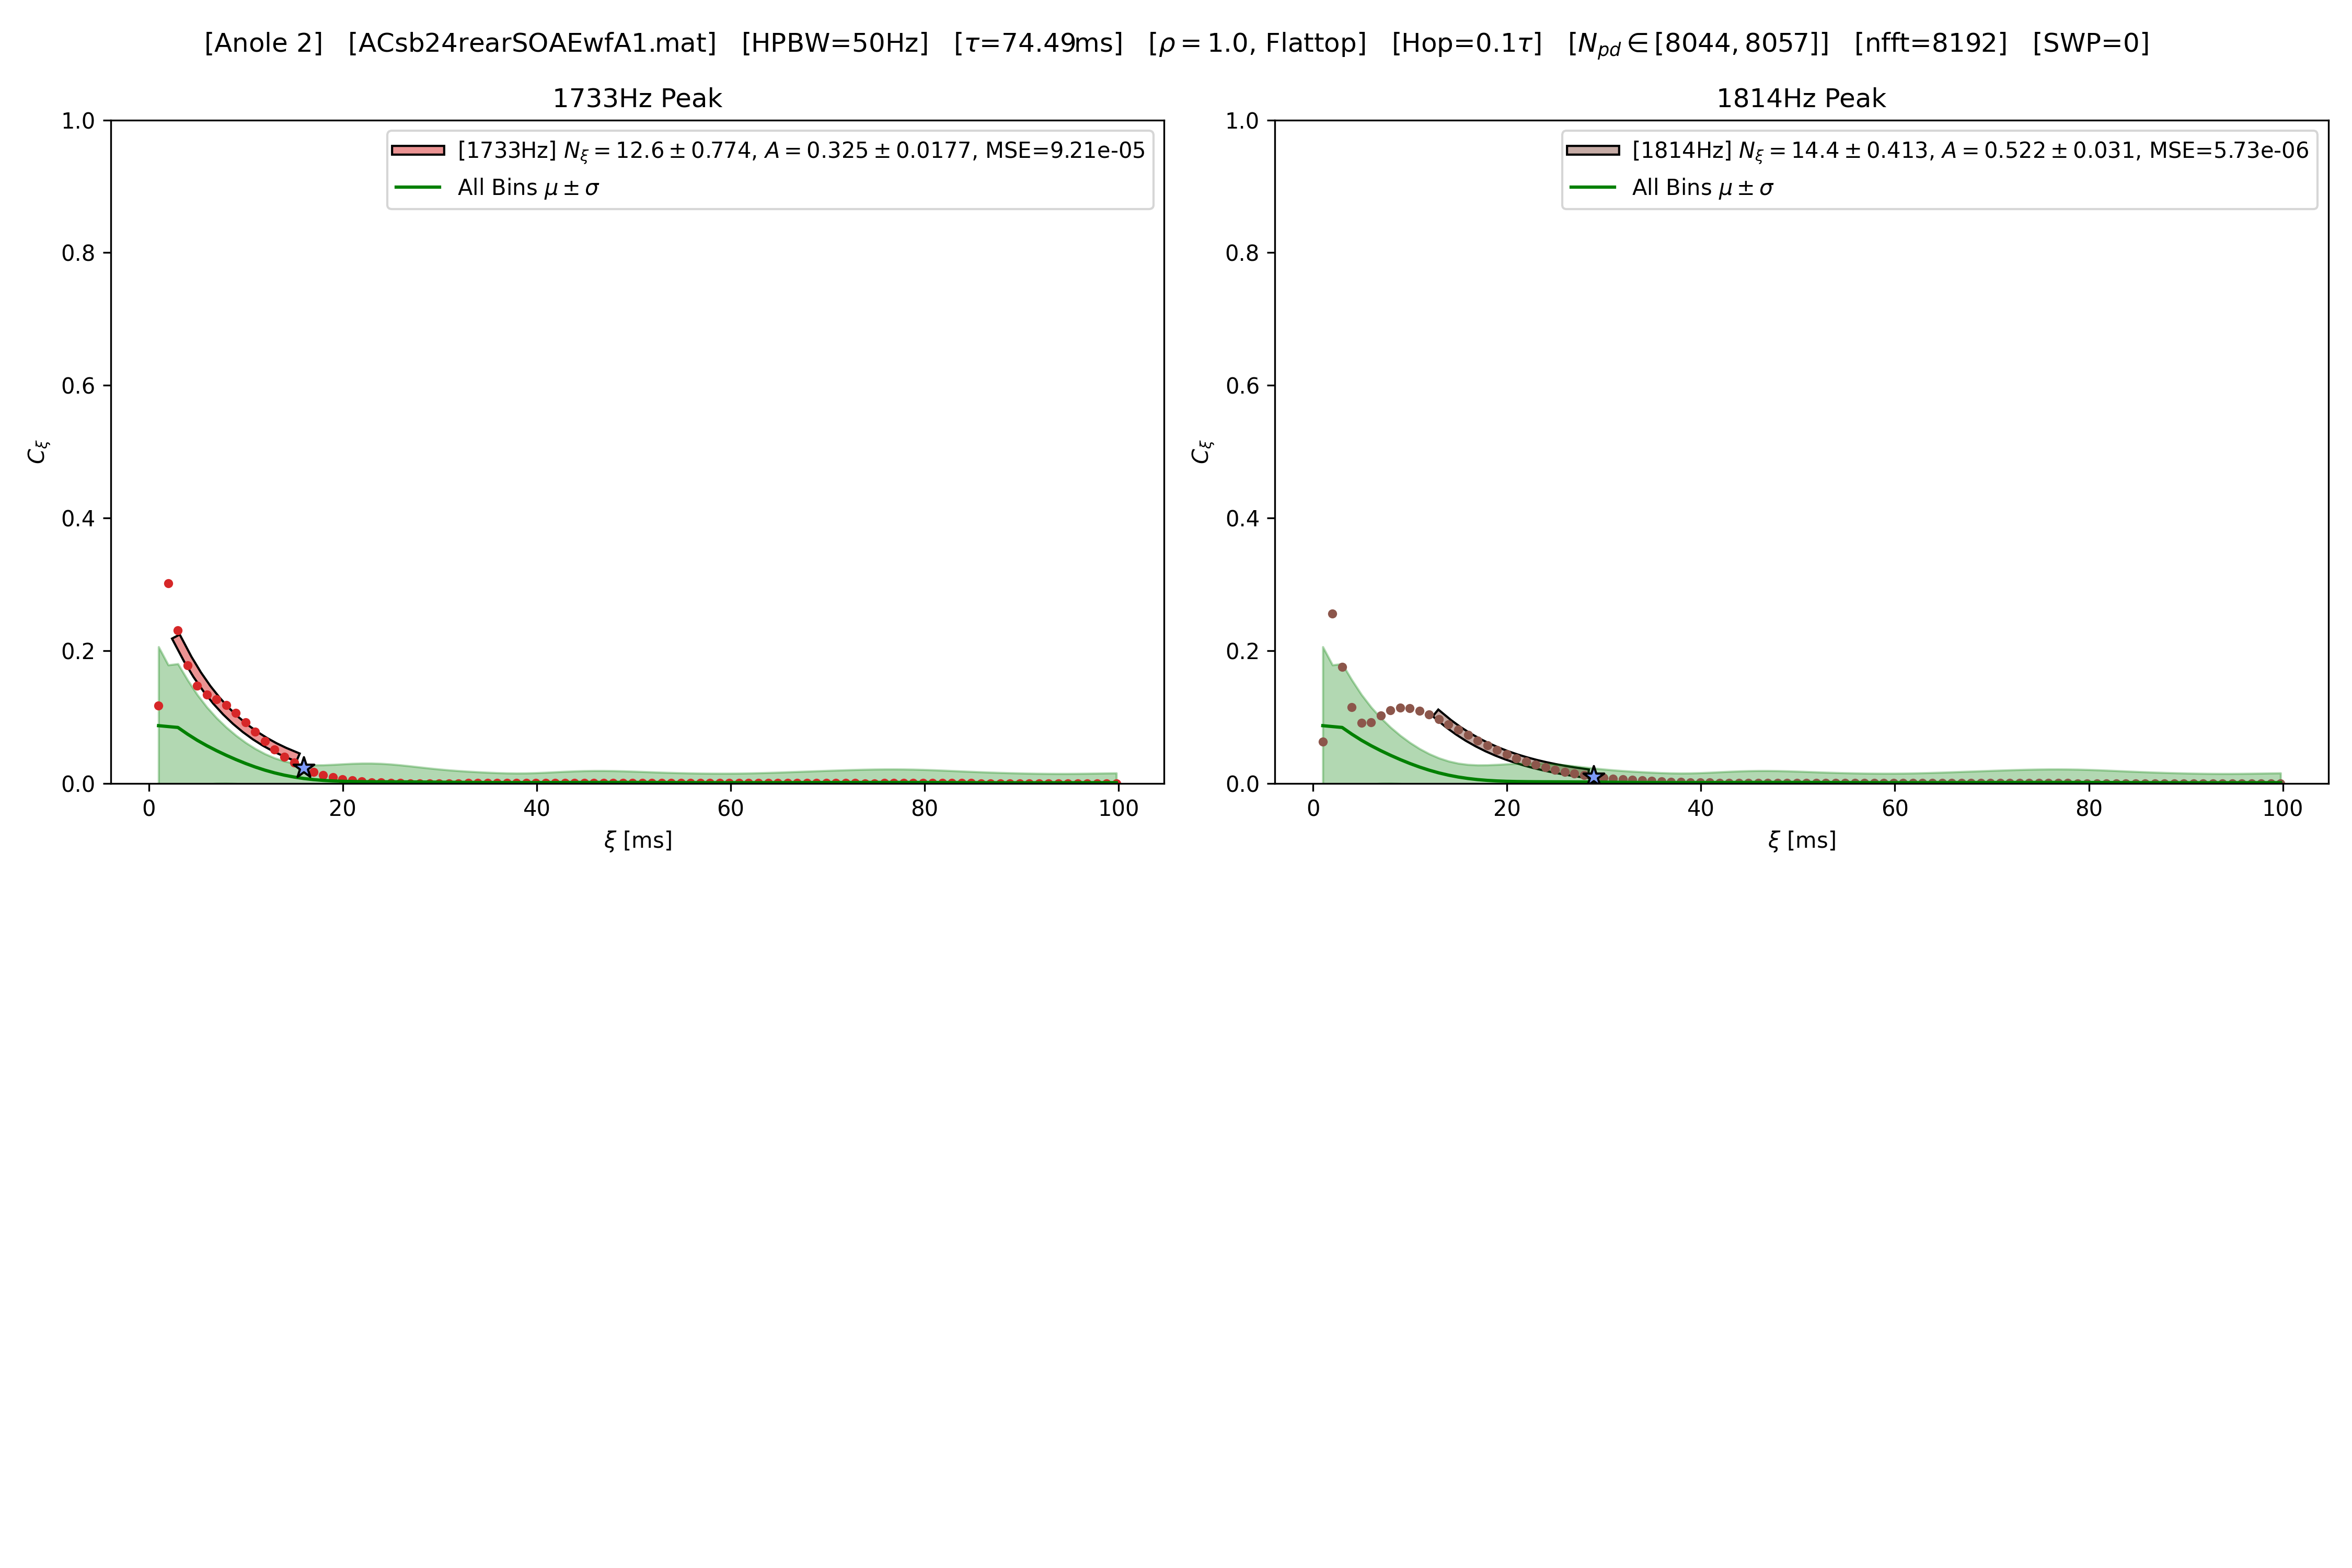 [Anole 2] [ACsb24rearSOAEwfA1.mat] [HPBW=50Hz] [τ=74.49ms] [ρ = 1.0, Flattop] [Hop=0.1τ] [N_pd ∈ [8044, 8057]] [nfft=8192] [SWP=0]
1733Hz Peak
[1733Hz] N_ξ = 12.6 ± 0.774, A = 0.325 ± 0.0177, MSE=9.21e-05
All Bins μ ± σ
1.0
0.8
0.6
0.4
0.2
0.0
C_ξ
0 20 40 60 80 100
ξ [ms]
1814Hz Peak
[1814Hz] N_ξ = 14.4 ± 0.413, A = 0.522 ± 0.031, MSE=5.73e-06
All Bins μ ± σ
1.0
0.8
0.6
0.4
0.2
0.0
C_ξ
0 20 40 60 80 100
ξ [ms]